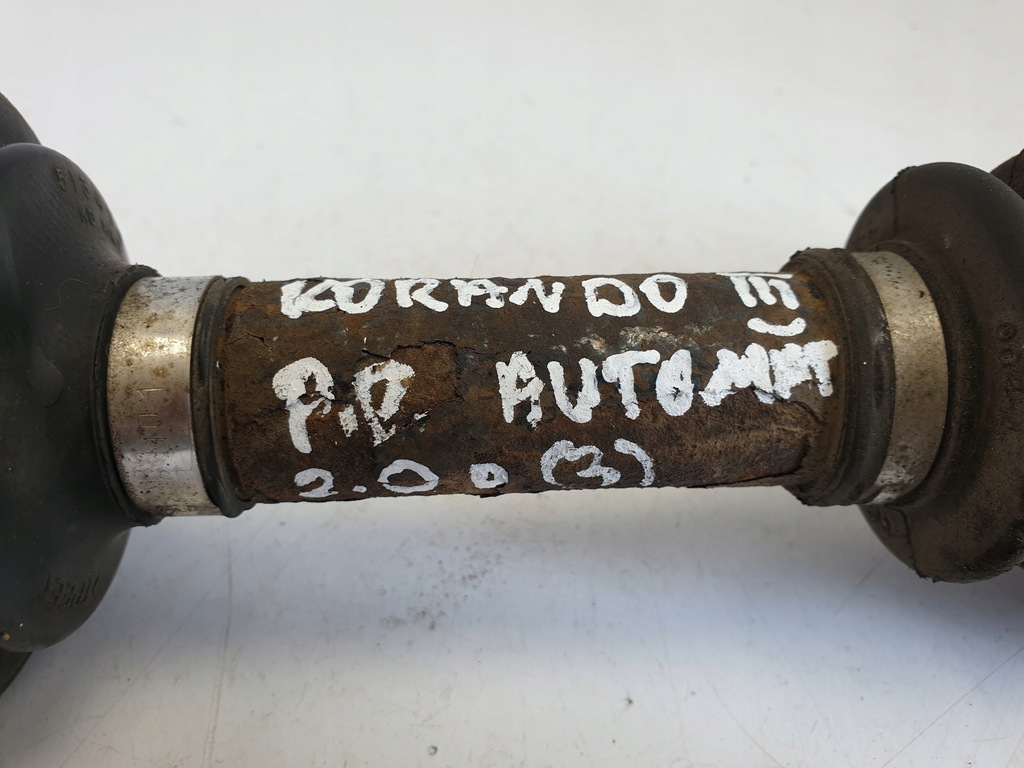 KORANDO III
P.P. AUTOMAT
2.0 D (3)